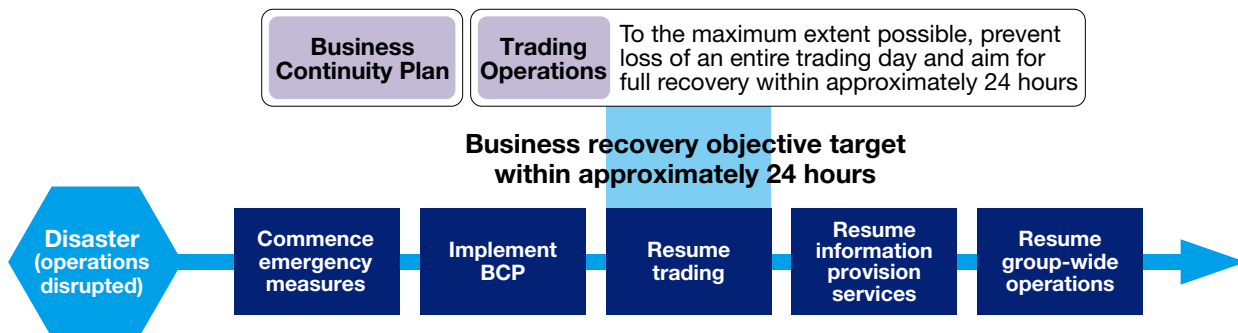 Business
Continuity Plan
Trading
Operations
To the maximum extent possible, prevent
loss of an entire trading day and aim for
full recovery within approximately 24 hours
Business recovery objective target
within approximately 24 hours
Disaster
(operations
disrupted)
Commence
emergency
measures
Implement
BCP
Resume
trading
Resume
information
provision
services
Resume
group-wide
operations